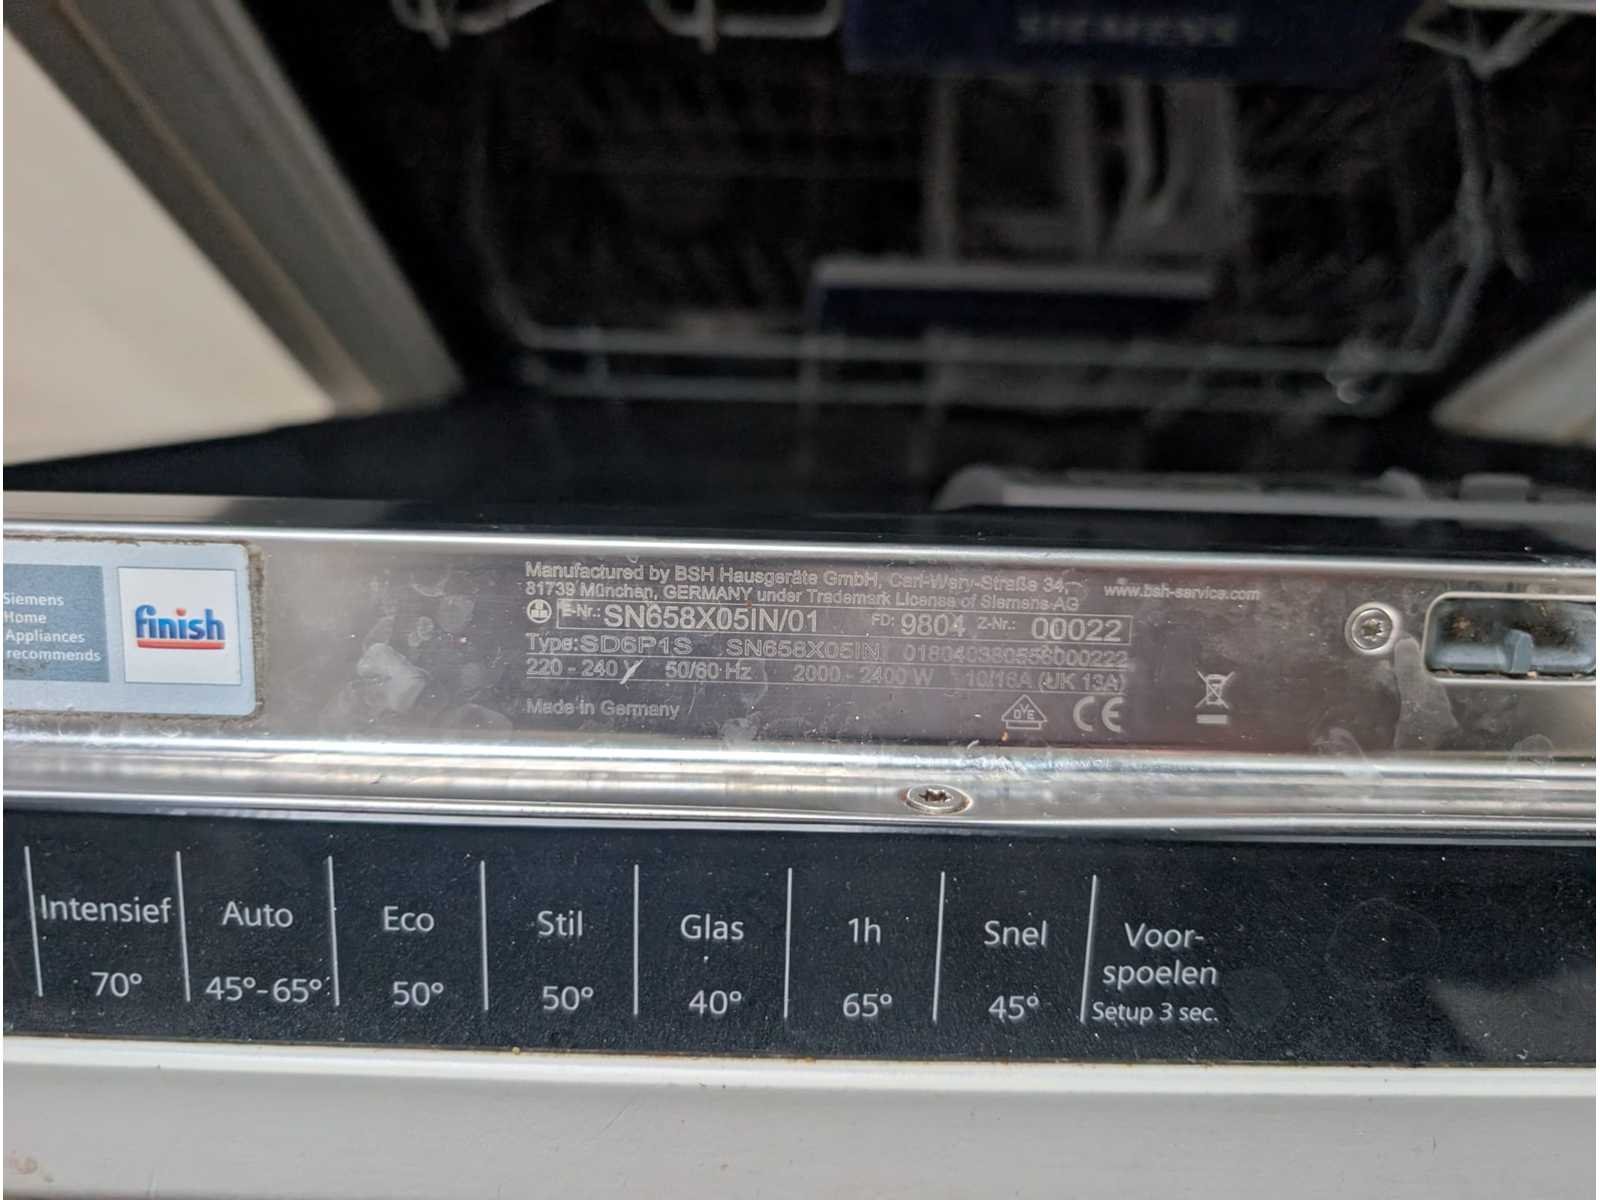 SIEMENS
Siemens
Home
Appliances
recommends
finish
Manufactured by BSH Hausgeräte GmbH, Carl-Wery-Straße 34,
81739 München, GERMANY under Trademark License of Siemens AG
www.bsh-service.com
E-Nr.: SN658X05IN/01 FD: 9804 Z-Nr.: 00022
Type: SD6P1S SN658X05IN 018040380556000222
220 - 240 V 50/60 Hz 2000 - 2400 W 10/16A (UK 13A)
Made in Germany
DVE CE
Intensief
70°
Auto
45°-65°
Eco
50°
Stil
50°
Glas
40°
1h
65°
Snel
45°
Voor-
spoelen
Setup 3 sec.